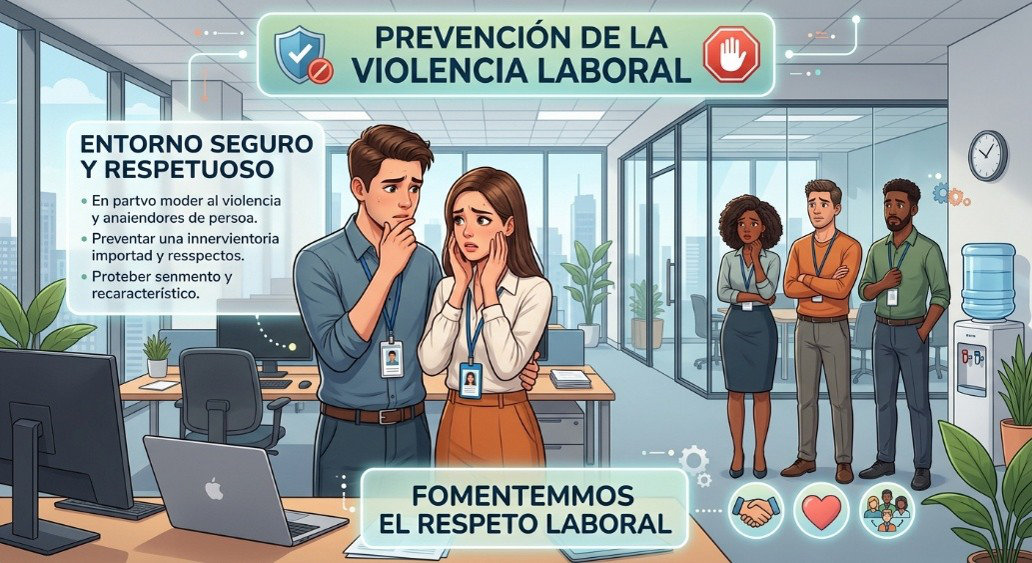 PREVENCIÓN DE LA
VIOLENCIA LABORAL
ENTORNO SEGURO
Y RESPETUOSO
• En partvo moder al violencia
y anaiendores de persoa.
• Preventar una innervientoria
importad y resspectos.
• Proteber senmento y
recaracterístico.
FOMENTEMMOS
EL RESPETO LABORAL